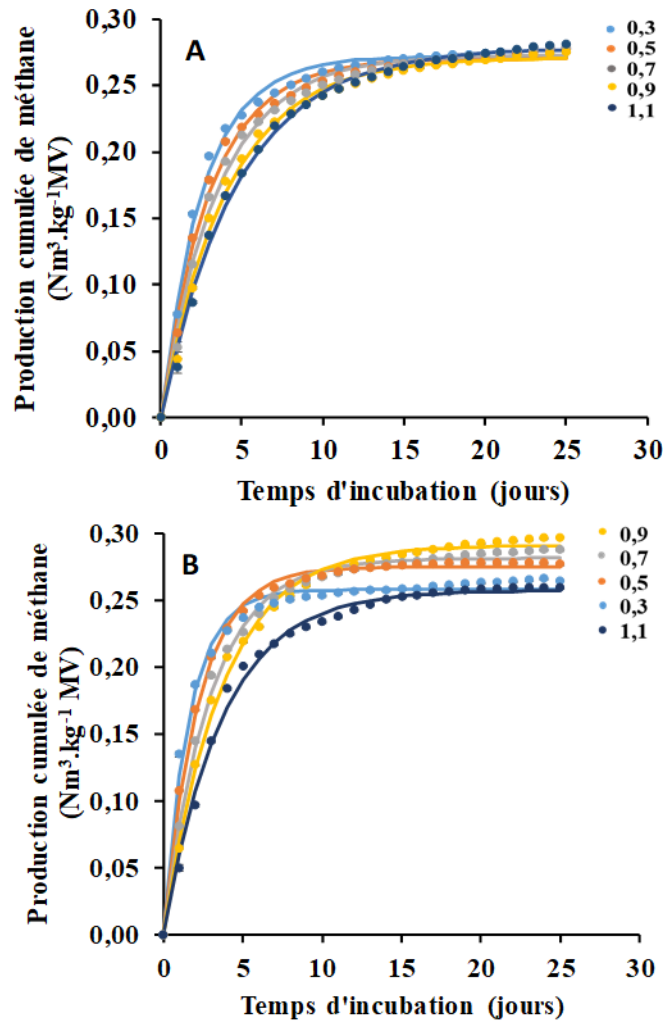 A
0,30
0,25
0,20
0,15
0,10
0,05
0,00
Production cumulée de méthane
(Nm³.kg⁻¹MV)
0 5 10 15 20 25 30
Temps d'incubation (jours)
0,3
0,5
0,7
0,9
1,1
B
0,30
0,25
0,20
0,15
0,10
0,05
0,00
Production cumulée de méthane
(Nm³.kg⁻¹ MV)
0 5 10 15 20 25 30
Temps d'incubation (jours)
0,9
0,7
0,5
0,3
1,1